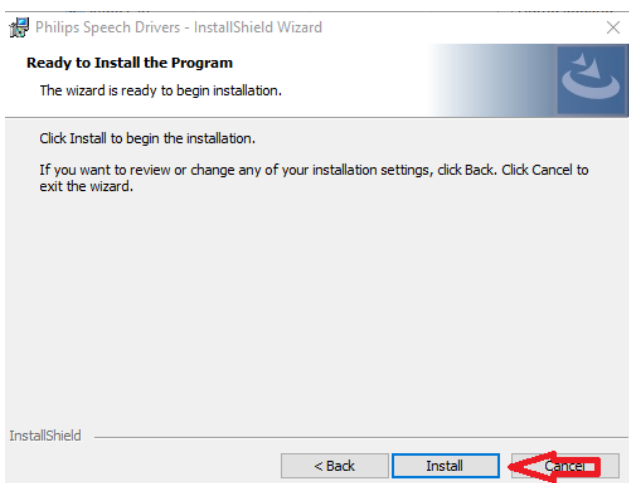 Philips Speech Drivers - InstallShield Wizard
Ready to Install the Program
The wizard is ready to begin installation.
Click Install to begin the installation.
If you want to review or change any of your installation settings, click Back. Click Cancel to
exit the wizard.
InstallShield
< Back
Install
Cancel